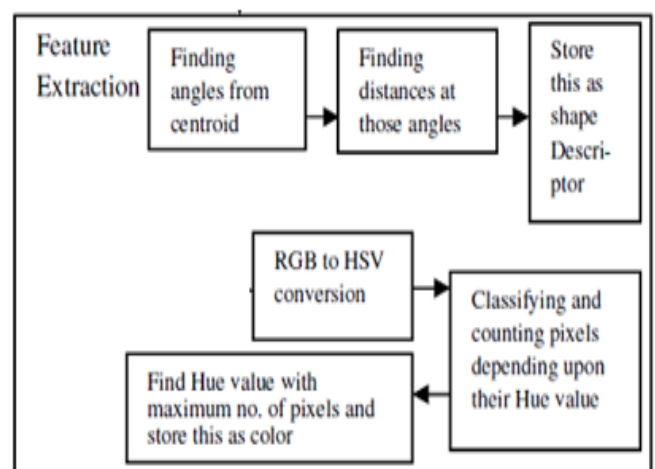 Feature
Extraction
Finding
angles from
centroid
Finding
distances at
those angles
Store
this as
shape
Descri-
ptor
RGB to HSV
conversion
Classifying and
counting pixels
depending upon
their Hue value
Find Hue value with
maximum no. of pixels and
store this as color